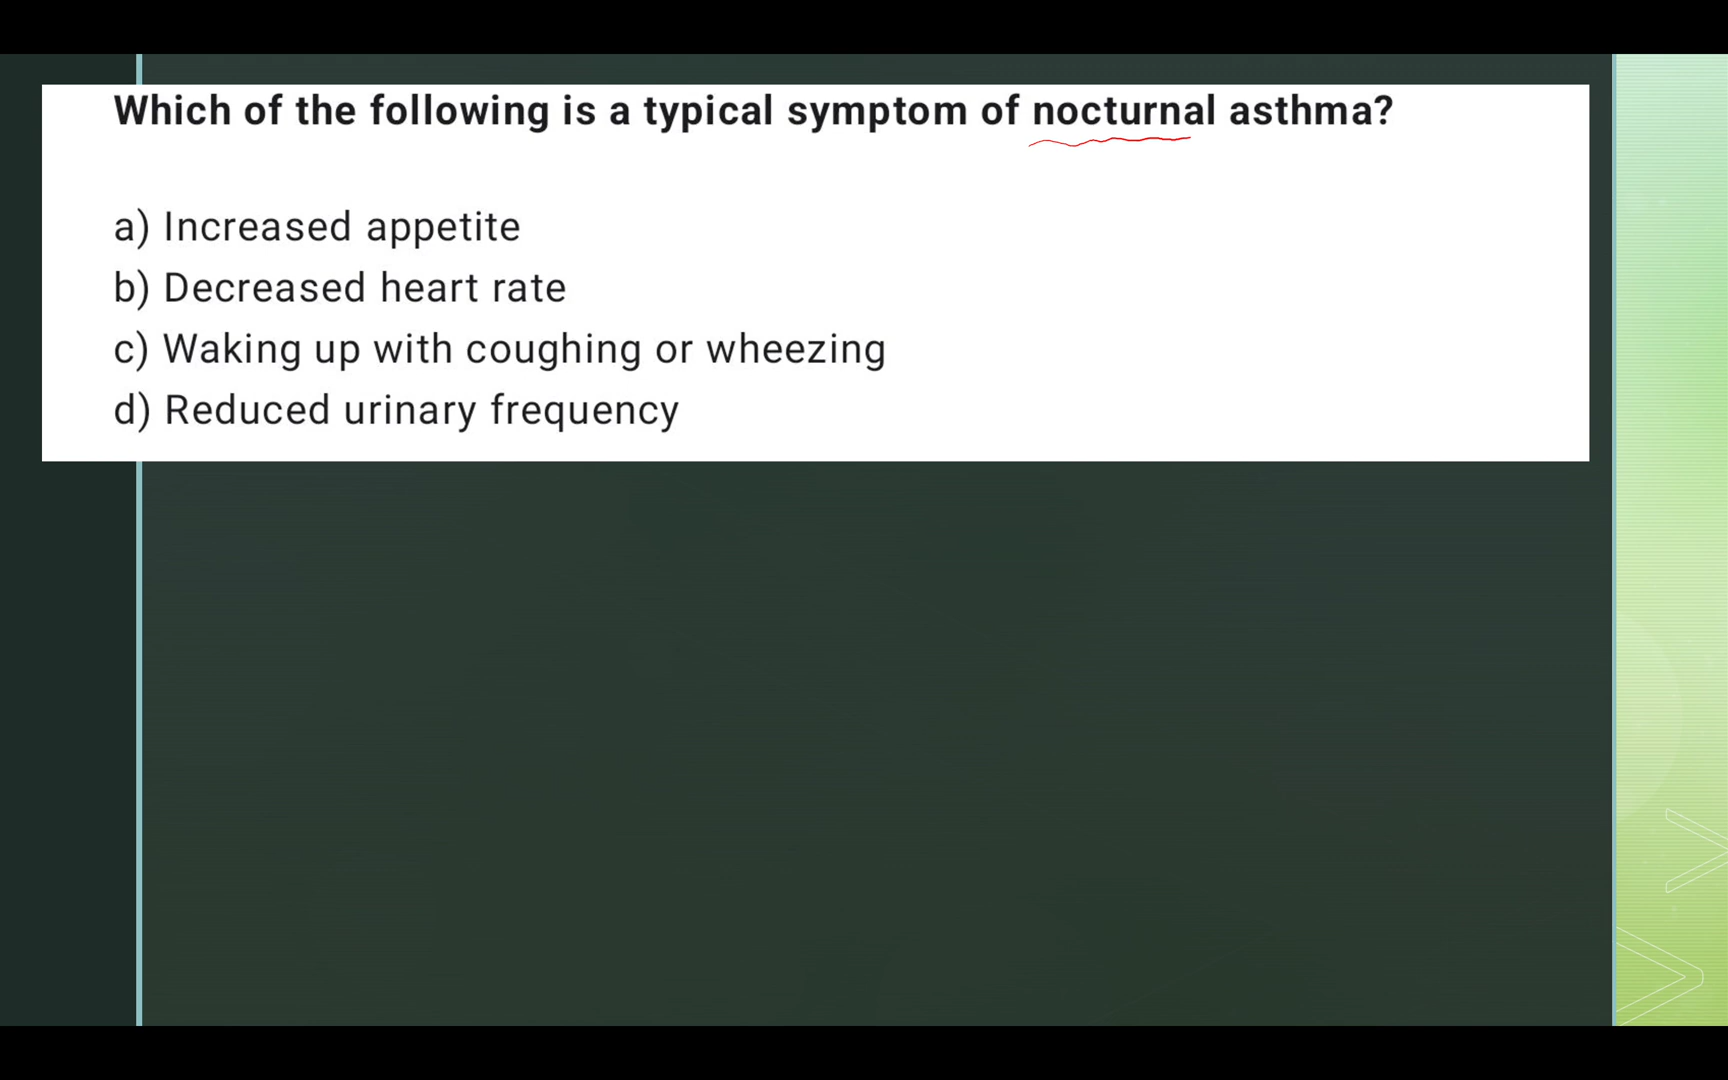 Which of the following is a typical symptom of nocturnal asthma?
a) Increased appetite
b) Decreased heart rate
c) Waking up with coughing or wheezing
d) Reduced urinary frequency